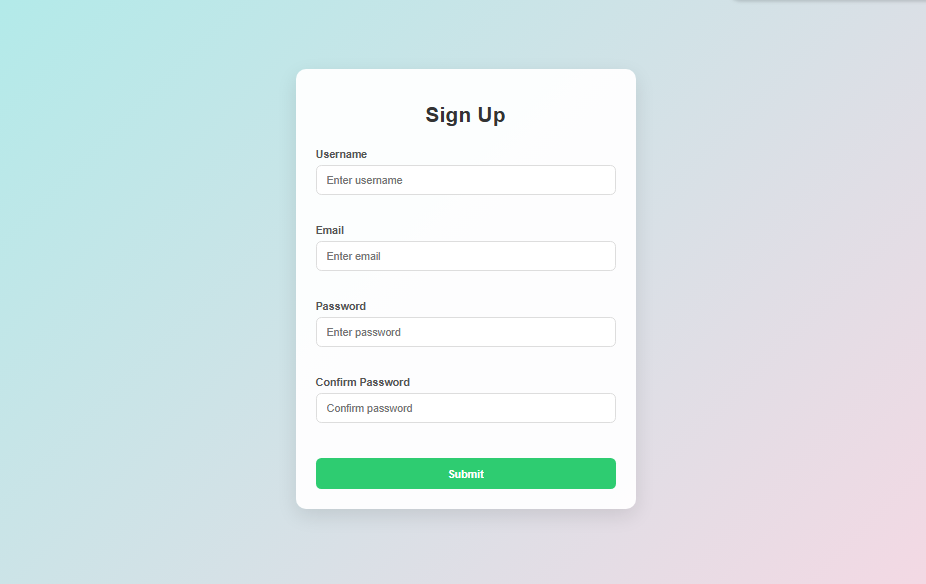 Sign Up
Username
Enter username
Email
Enter email
Password
Enter password
Confirm Password
Confirm password
Submit